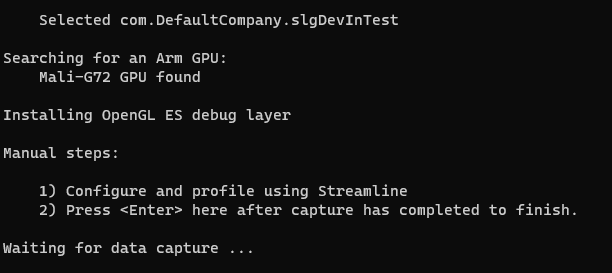 Selected com.DefaultCompany.slgDevInTest
Searching for an Arm GPU:
Mali-G72 GPU found
Installing OpenGL ES debug layer
Manual steps:
1) Configure and profile using Streamline
2) Press <Enter> here after capture has completed to finish.
Waiting for data capture ...